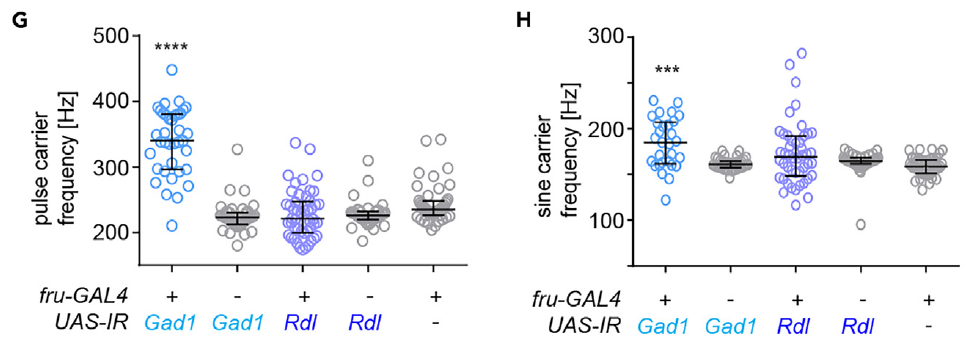 G
500
400
300
200
pulse carrier
frequency [Hz]
****
fru-GAL4 + - + - +
UAS-IR Gad1 Gad1 Rdl Rdl -
H
300
200
100
sine carrier
frequency [Hz]
***
fru-GAL4 + - + - +
UAS-IR Gad1 Gad1 Rdl Rdl -